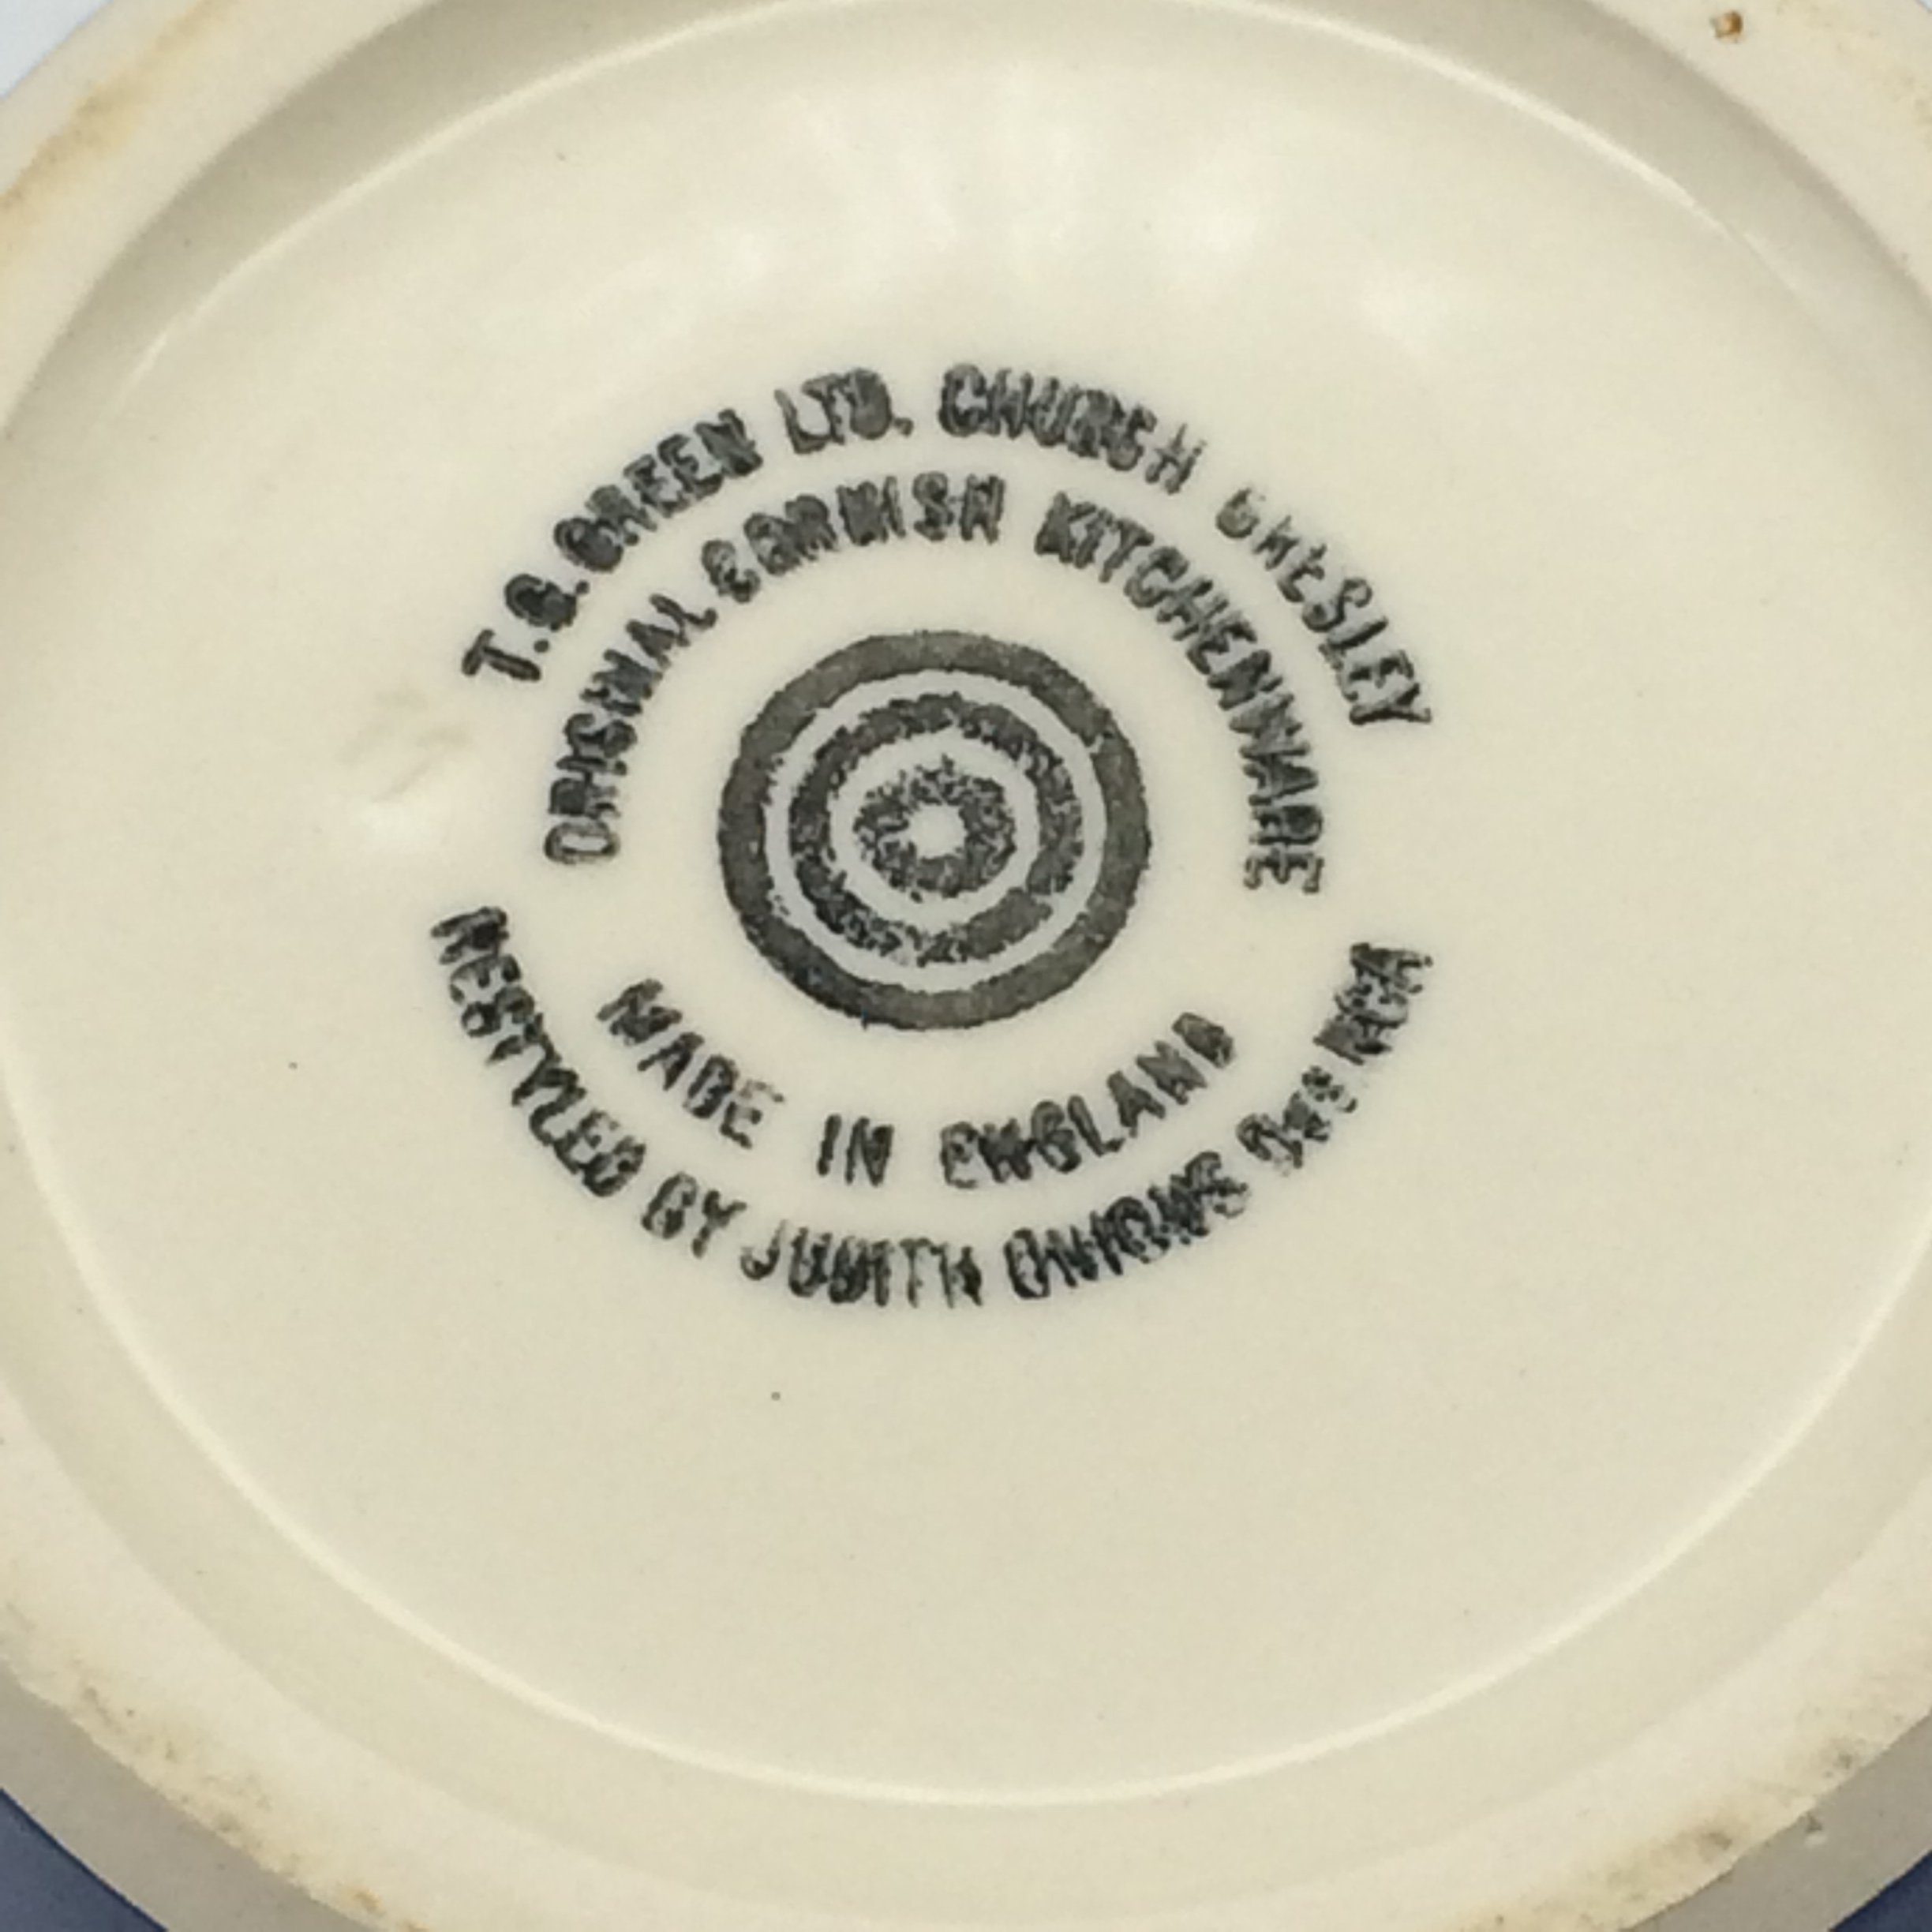 T.G.GREEN LTD. CHURCH GRESLEY
ORIGINAL CORNISH KITCHENWARE
MADE IN ENGLAND
RESTYLED BY JUDITH ONIONS